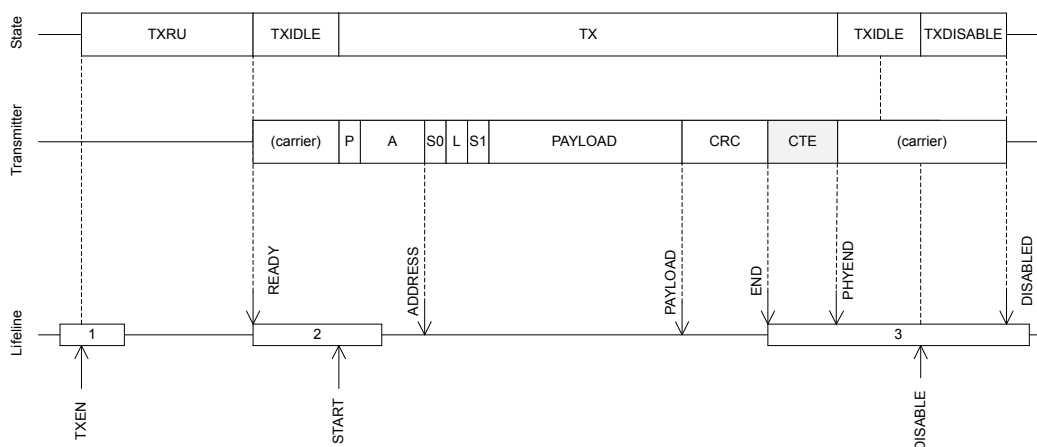 State
TXRU
TXIDLE
TX
TXIDLE
TXDISABLE
Transmitter
(carrier)
P
A
S0
L
S1
PAYLOAD
CRC
CTE
(carrier)
READY
ADDRESS
PAYLOAD
END
PHYEND
DISABLED
Lifeline
1
2
3
TXEN
START
DISABLE